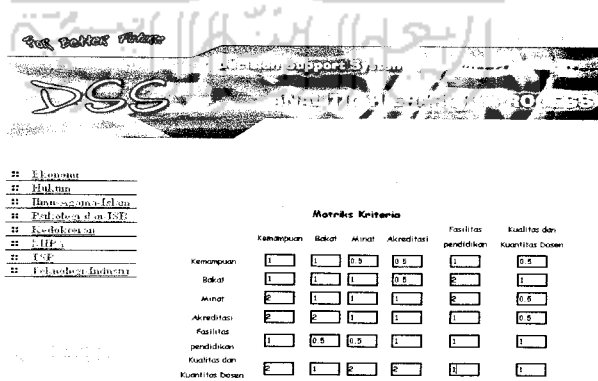 For Better Future
Decision Support System
DSS
ANALYTIC HIERARCHY PROCESS
:: Ekonomi
:: Hukum
:: Ilmu-Agama-Islam
:: Psikologi dan ISB
:: Kedokteran
:: MIPA
:: TSP
:: Teknologi Industri
Matriks Kriteria
Kemampuan Bakat Minat Akreditasi Fasilitas pendidikan Kualitas dan Kuantitas Dosen
Kemampuan 1 1 0.5 0.5 1 0.5
Bakat 1 1 1 0.5 2 1
Minat 2 1 1 1 2 0.5
Akreditasi 2 2 1 1 1 0.5
Fasilitas pendidikan 1 0.5 0.5 1 1 1
Kualitas dan Kuantitas Dosen 2 1 2 2 1 1